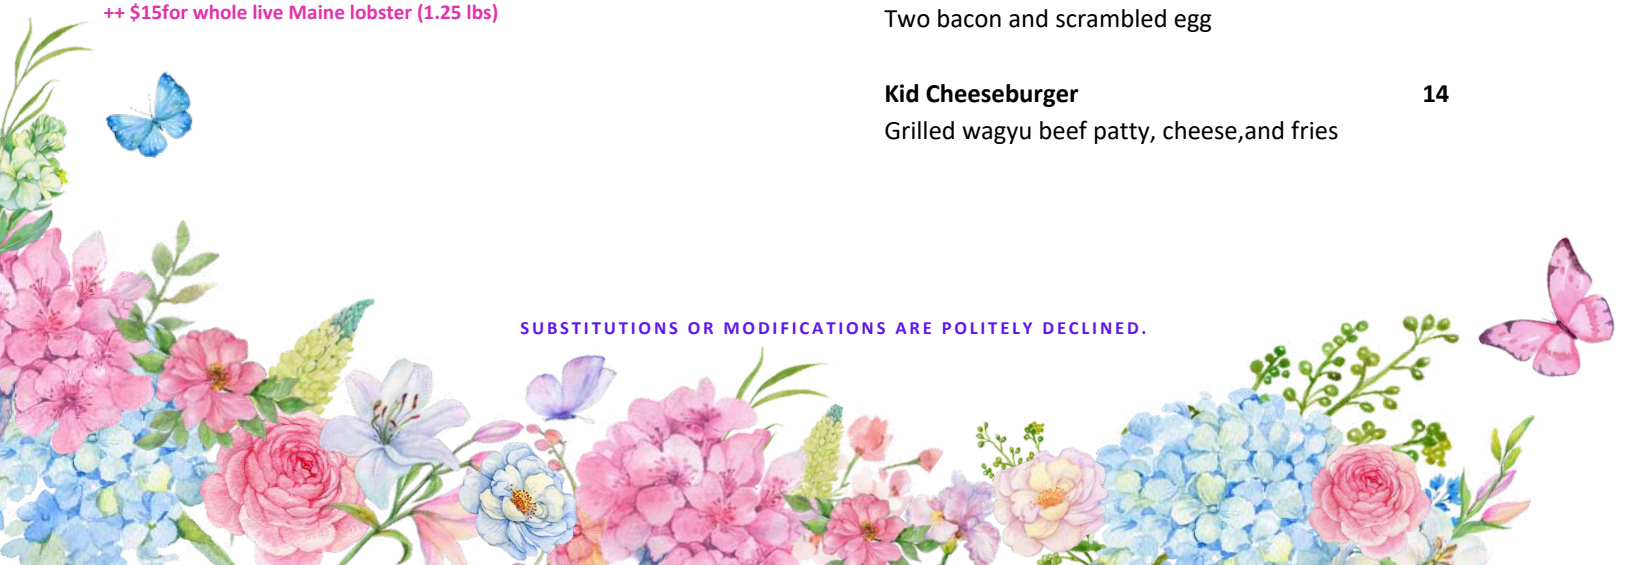 ++ $15for whole live Maine lobster (1.25 lbs)
Two bacon and scrambled egg
Kid Cheeseburger 14
Grilled wagyu beef patty, cheese,and fries
SUBSTITUTIONS OR MODIFICATIONS ARE POLITELY DECLINED.